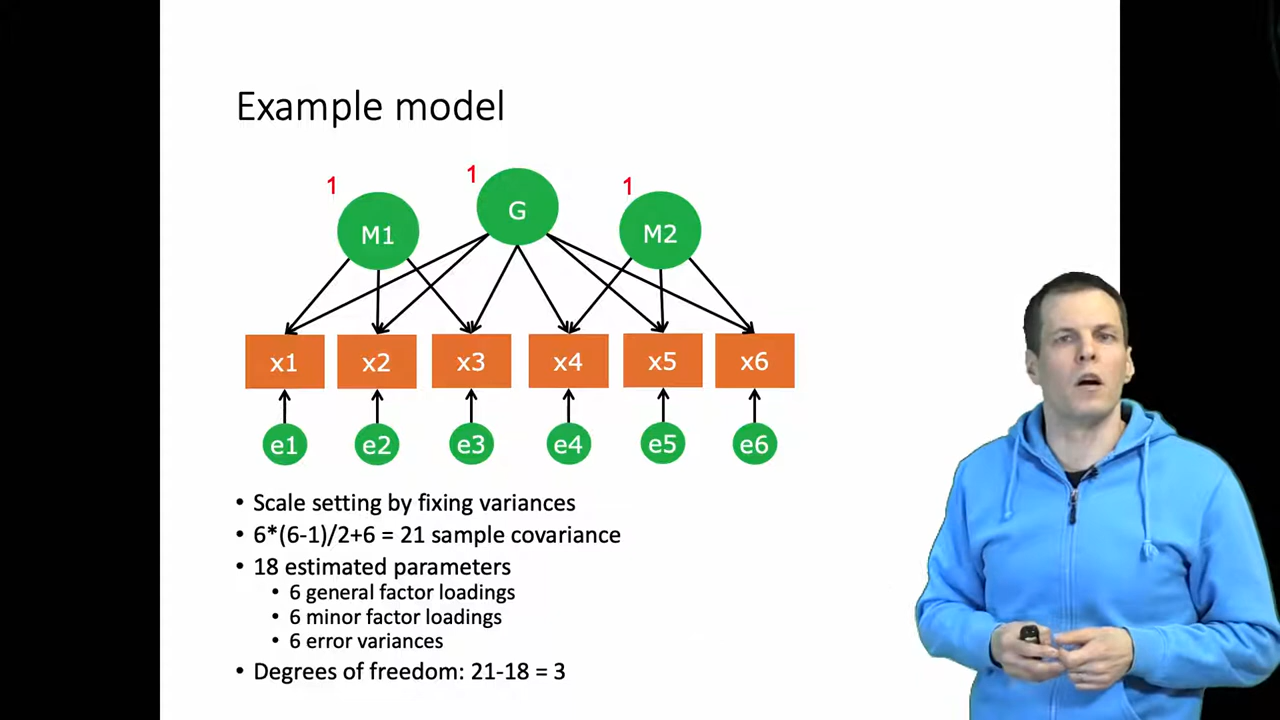 Example model
1
1
1
M1
G
M2
x1 x2 x3 x4 x5 x6
e1 e2 e3 e4 e5 e6
• Scale setting by fixing variances
• 6*(6-1)/2+6 = 21 sample covariance
• 18 estimated parameters
• 6 general factor loadings
• 6 minor factor loadings
• 6 error variances
• Degrees of freedom: 21-18 = 3